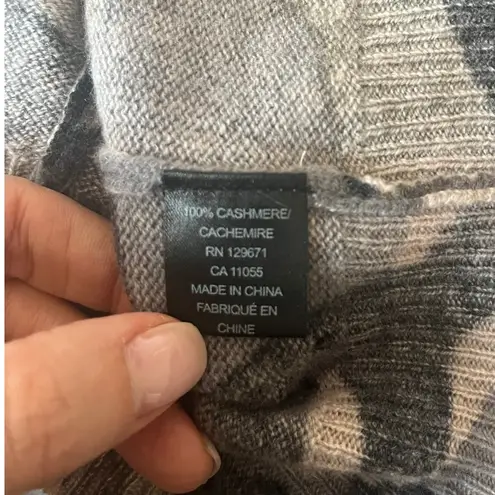 100% CASHMERE/
CACHEMIRE
RN 129671
CA 11055
MADE IN CHINA
FABRIQUÉ EN
CHINE